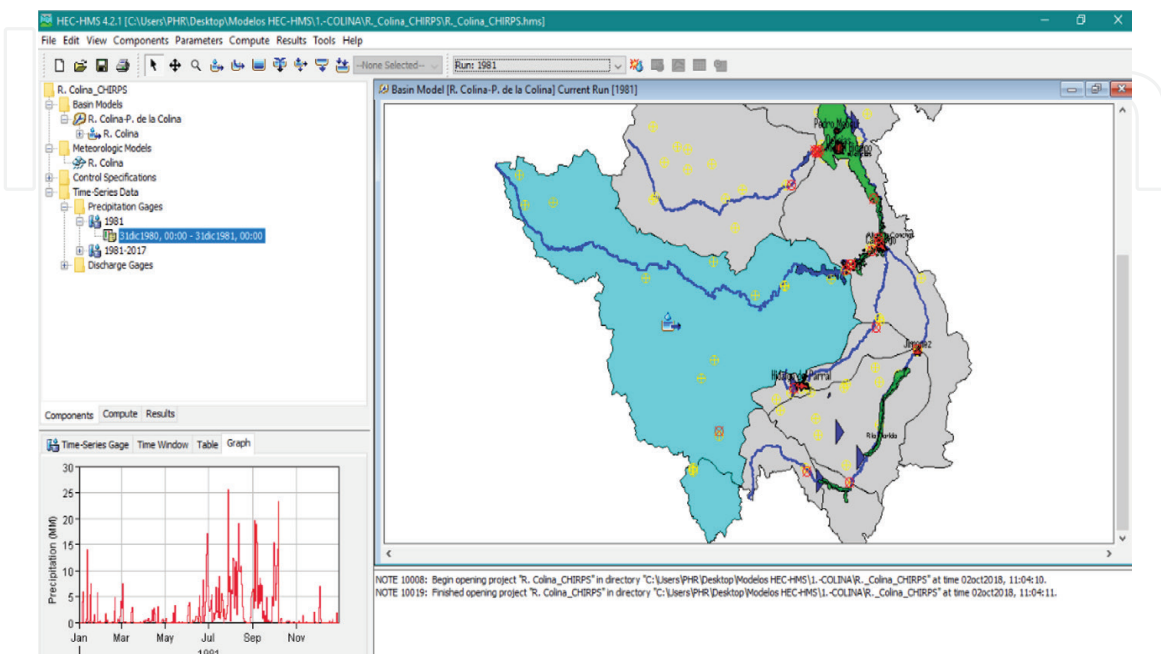 HEC-HMS 4.2.1 [C:\Users\PHR\Desktop\Modelos HEC-HMS\1.-COLINA\R._Colina_CHIRPS\R._Colina_CHIRPS.hms]
File Edit View Components Parameters Compute Results Tools Help
--None Selected-- Run: 1981
R. Colina_CHIRPS
Basin Models
R. Colina-P. de la Colina
R. Colina
Meteorologic Models
R. Colina
Control Specifications
Time-Series Data
Precipitation Gages
1981
31dic1980, 00:00 - 31dic1981, 00:00
1981-2017
Discharge Gages
Components Compute Results
Time-Series Gage Time Window Table Graph
Precipitation (MM)
30
25
20
15
10
5
0
Jan Mar May Jul Sep Nov
1981
Basin Model [R. Colina-P. de la Colina] Current Run [1981]
Jimenez
Hidalgo del Parral
NOTE 10008: Begin opening project "R. Colina_CHIRPS" in directory "C:\Users\PHR\Desktop\Modelos HEC-HMS\1.-COLINA\R._Colina_CHIRPS" at time 02oct2018, 11:04:10.
NOTE 10019: Finished opening project "R. Colina_CHIRPS" in directory "C:\Users\PHR\Desktop\Modelos HEC-HMS\1.-COLINA\R._Colina_CHIRPS" at time 02oct2018, 11:04:11.